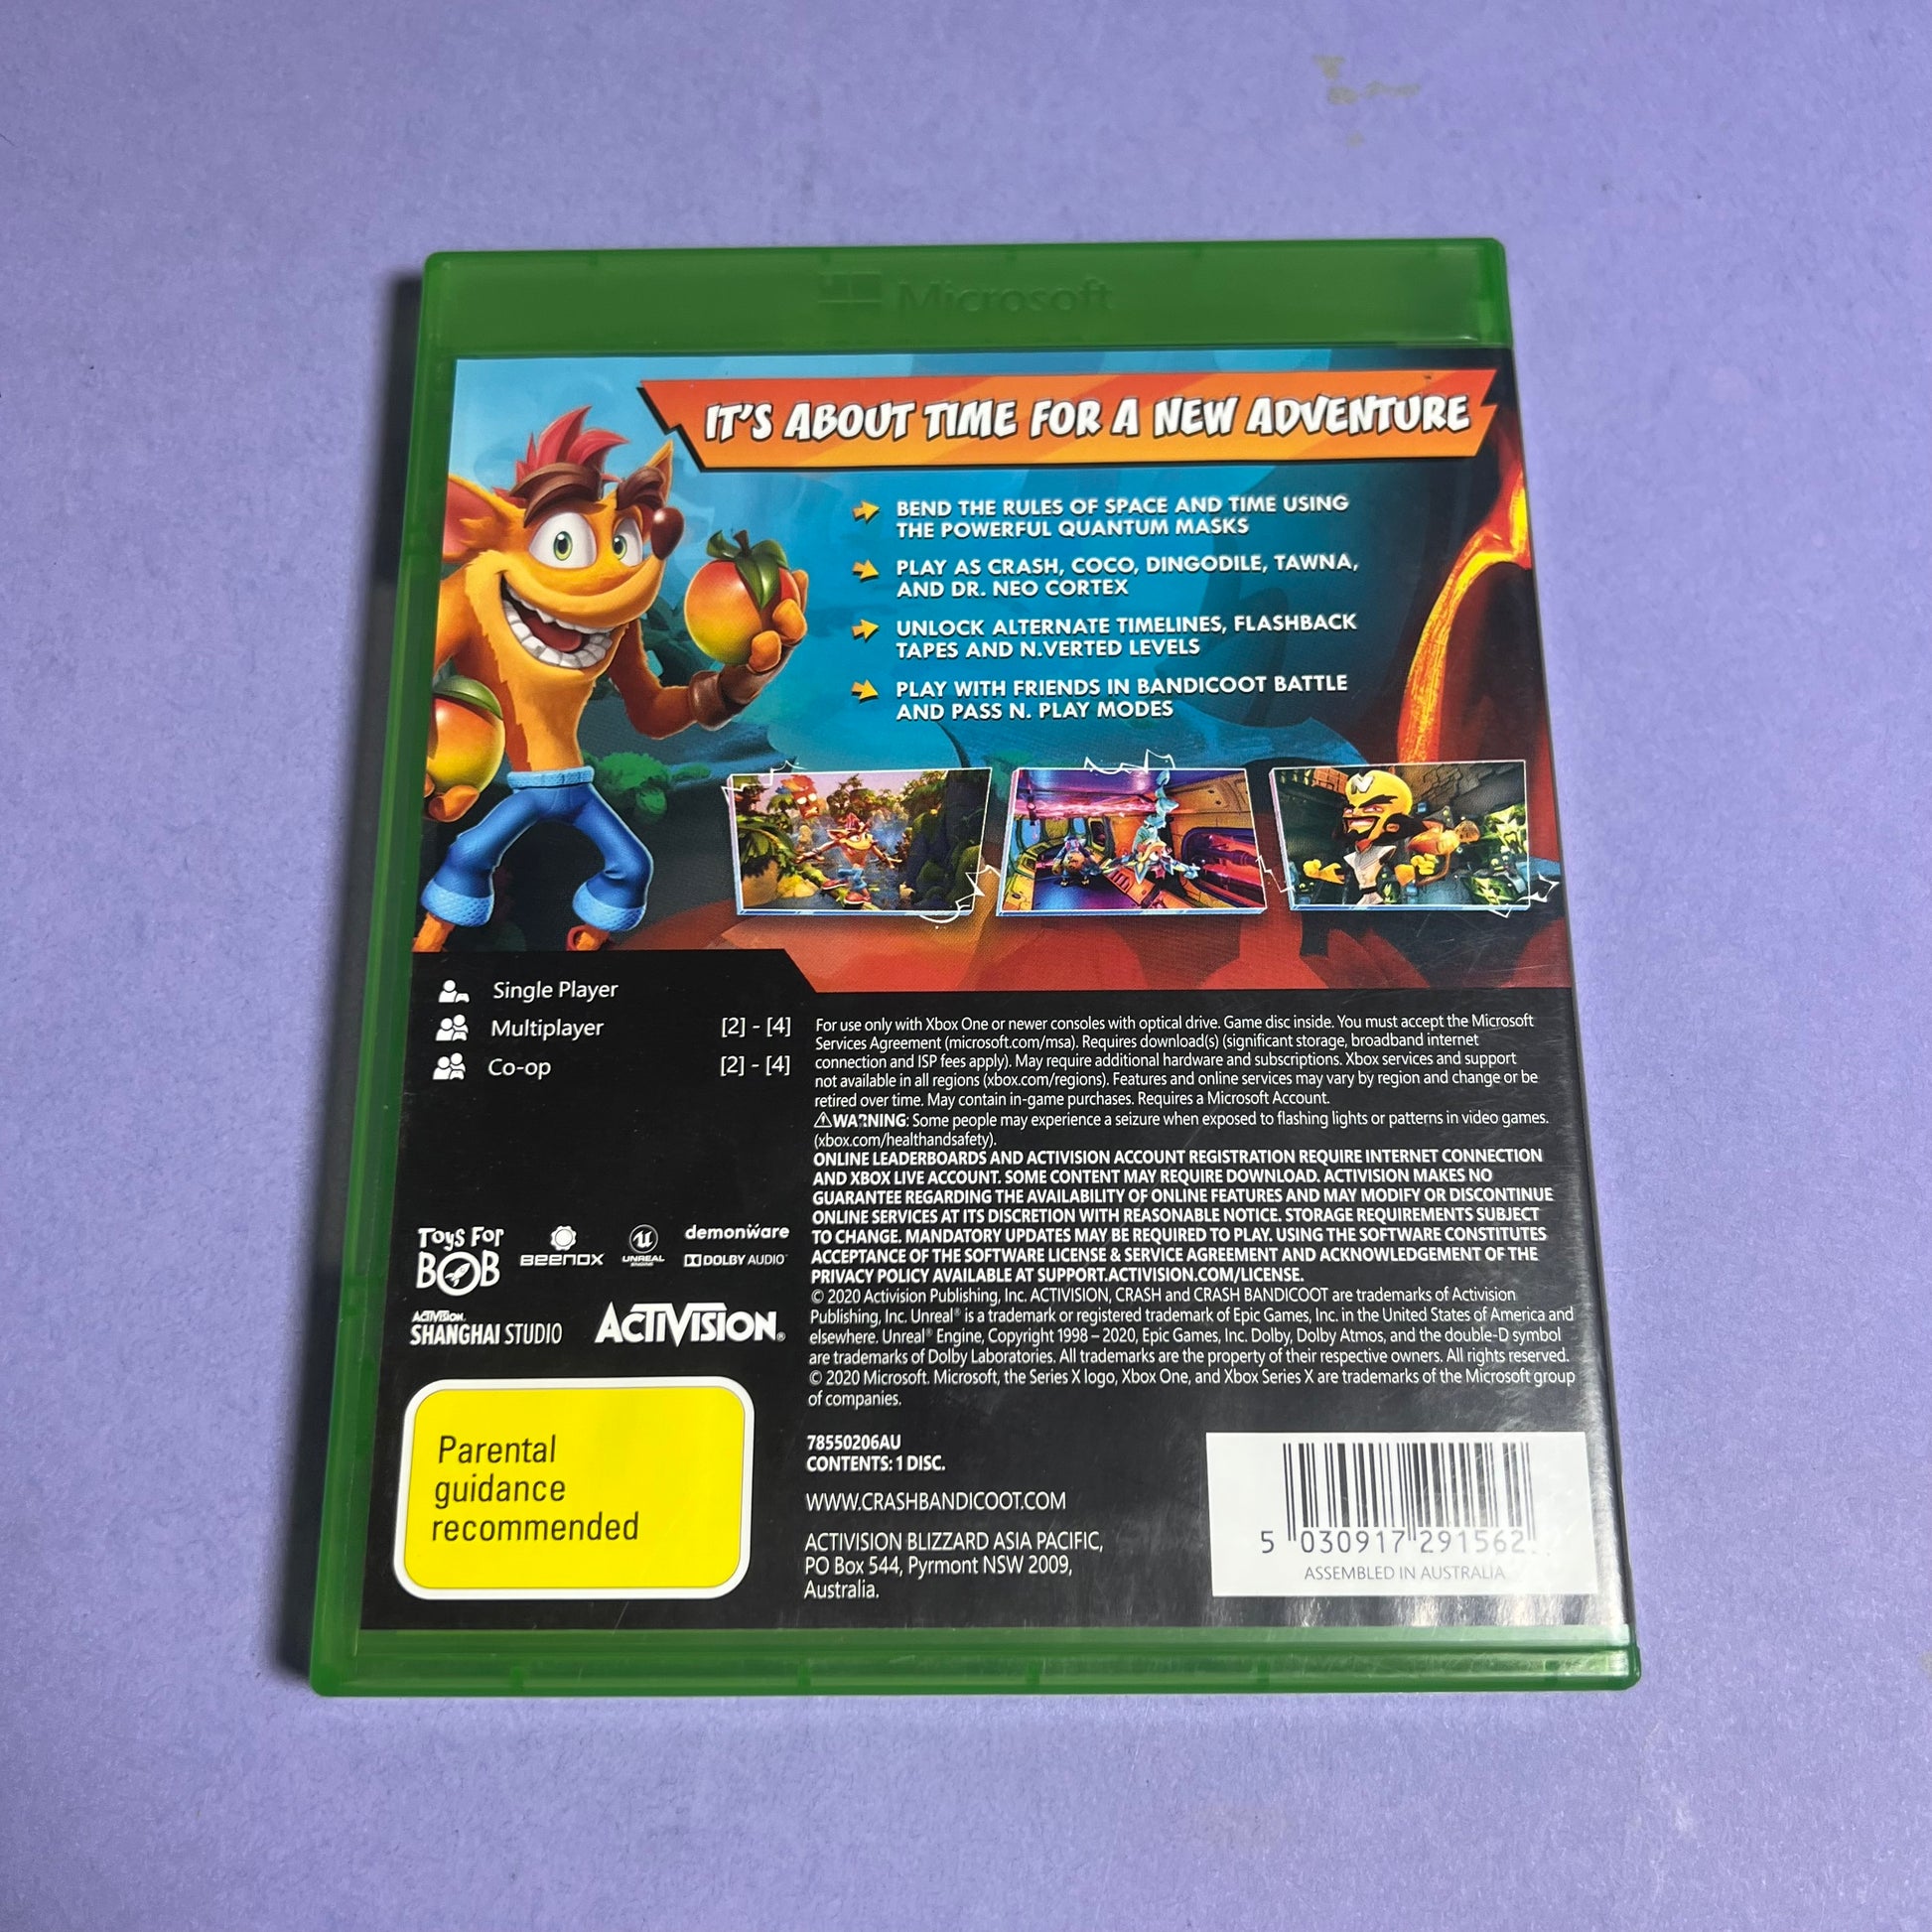 Microsoft
IT'S ABOUT TIME FOR A NEW ADVENTURE
BEND THE RULES OF SPACE AND TIME USING
THE POWERFUL QUANTUM MASKS
PLAY AS CRASH, COCO, DINGODILE, TAWNA,
AND DR. NEO CORTEX
UNLOCK ALTERNATE TIMELINES, FLASHBACK
TAPES AND N.VERTED LEVELS
PLAY WITH FRIENDS IN BANDICOOT BATTLE
AND PASS N. PLAY MODES
N
Single Player
Multiplayer [2] - [4]
Co-op [2] - [4]
For use only with Xbox One or newer consoles with optical drive. Game disc inside. You must accept the Microsoft
Services Agreement (microsoft.com/msa). Requires download(s) (significant storage, broadband internet
connection and ISP fees apply). May require additional hardware and subscriptions. Xbox services and support
not available in all regions (xbox.com/regions). Features and online services may vary by region and change or be
retired over time. May contain in-game purchases. Requires a Microsoft Account.
⚠WARNING: Some people may experience a seizure when exposed to flashing lights or patterns in video games.
(xbox.com/healthandsafety).
ONLINE LEADERBOARDS AND ACTIVISION ACCOUNT REGISTRATION REQUIRE INTERNET CONNECTION
AND XBOX LIVE ACCOUNT. SOME CONTENT MAY REQUIRE DOWNLOAD. ACTIVISION MAKES NO
GUARANTEE REGARDING THE AVAILABILITY OF ONLINE FEATURES AND MAY MODIFY OR DISCONTINUE
ONLINE SERVICES AT ITS DISCRETION WITH REASONABLE NOTICE. STORAGE REQUIREMENTS SUBJECT
TO CHANGE. MANDATORY UPDATES MAY BE REQUIRED TO PLAY. USING THE SOFTWARE CONSTITUTES
ACCEPTANCE OF THE SOFTWARE LICENSE & SERVICE AGREEMENT AND ACKNOWLEDGEMENT OF THE
PRIVACY POLICY AVAILABLE AT SUPPORT.ACTIVISION.COM/LICENSE.
© 2020 Activision Publishing, Inc. ACTIVISION, CRASH and CRASH BANDICOOT are trademarks of Activision
Publishing, Inc. Unreal® is a trademark or registered trademark of Epic Games, Inc. in the United States of America and
elsewhere. Unreal® Engine, Copyright 1998 – 2020, Epic Games, Inc. Dolby, Dolby Atmos, and the double-D symbol
are trademarks of Dolby Laboratories. All trademarks are the property of their respective owners. All rights reserved.
© 2020 Microsoft. Microsoft, the Series X logo, Xbox One, and Xbox Series X are trademarks of the Microsoft group
of companies.
TOYS FOR
BOB
BEENOX
UNREAL
ENGINE
demonware
DOLBY AUDIO™
ACTIVISION.
SHANGHAI STUDIO
ACTIVISION®
Parental
guidance
recommended
78550206AU
CONTENTS: 1 DISC.
WWW.CRASHBANDICOOT.COM
ACTIVISION BLIZZARD ASIA PACIFIC,
PO Box 544, Pyrmont NSW 2009,
Australia.
5 030917 291562
ASSEMBLED IN AUSTRALIA